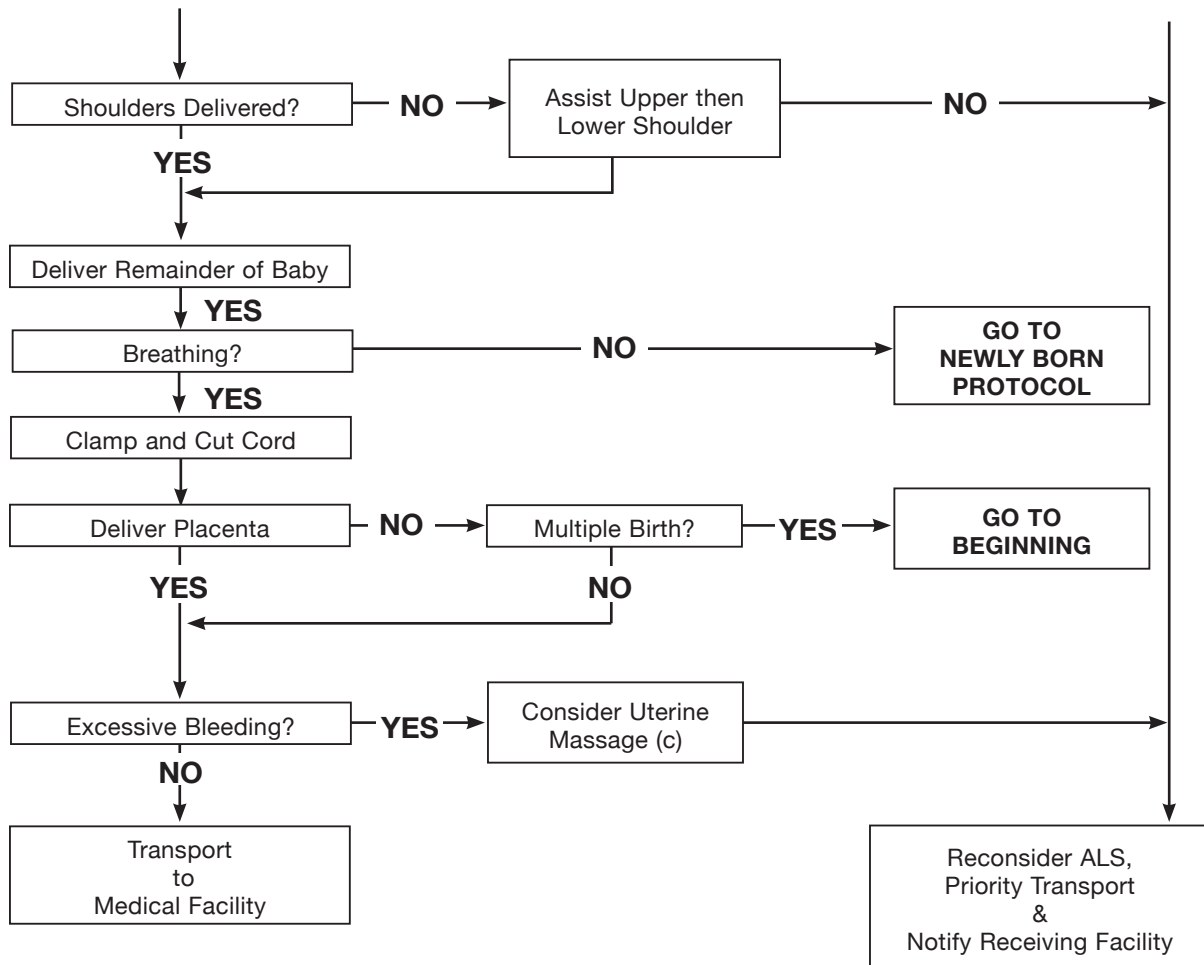 Shoulders Delivered?
NO
Assist Upper then
Lower Shoulder
NO
YES
Deliver Remainder of Baby
YES
Breathing?
NO
GO TO
NEWLY BORN
PROTOCOL
YES
Clamp and Cut Cord
Deliver Placenta
NO
Multiple Birth?
YES
GO TO
BEGINNING
YES
NO
Excessive Bleeding?
YES
Consider Uterine
Massage (c)
NO
Transport
to
Medical Facility
Reconsider ALS,
Priority Transport
&
Notify Receiving Facility